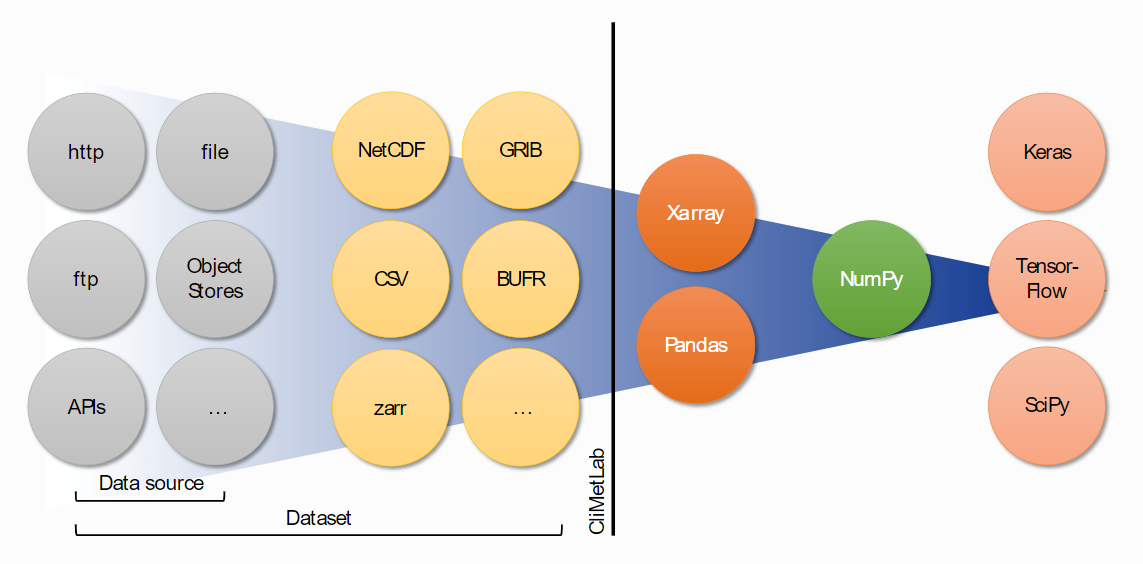 http
file
NetCDF
GRIB
Keras
Xarray
ftp
Object
Stores
CSV
BUFR
NumPy
Tensor-
Flow
Pandas
APIs
...
zarr
...
SciPy
Data source
Dataset
CliMetLab